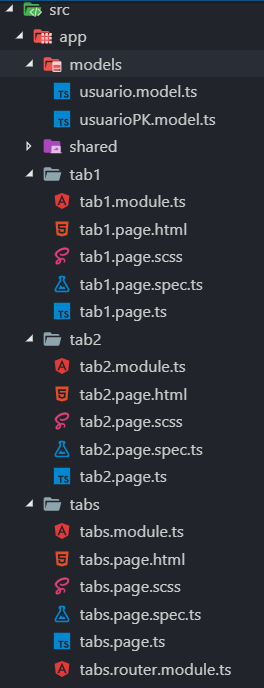 src
app
models
TS usuario.model.ts
TS usuarioPK.model.ts
shared
tab1
tab1.module.ts
tab1.page.html
tab1.page.scss
tab1.page.spec.ts
TS tab1.page.ts
tab2
tab2.module.ts
tab2.page.html
tab2.page.scss
tab2.page.spec.ts
TS tab2.page.ts
tabs
tabs.module.ts
tabs.page.html
tabs.page.scss
tabs.page.spec.ts
TS tabs.page.ts
tabs.router.module.ts